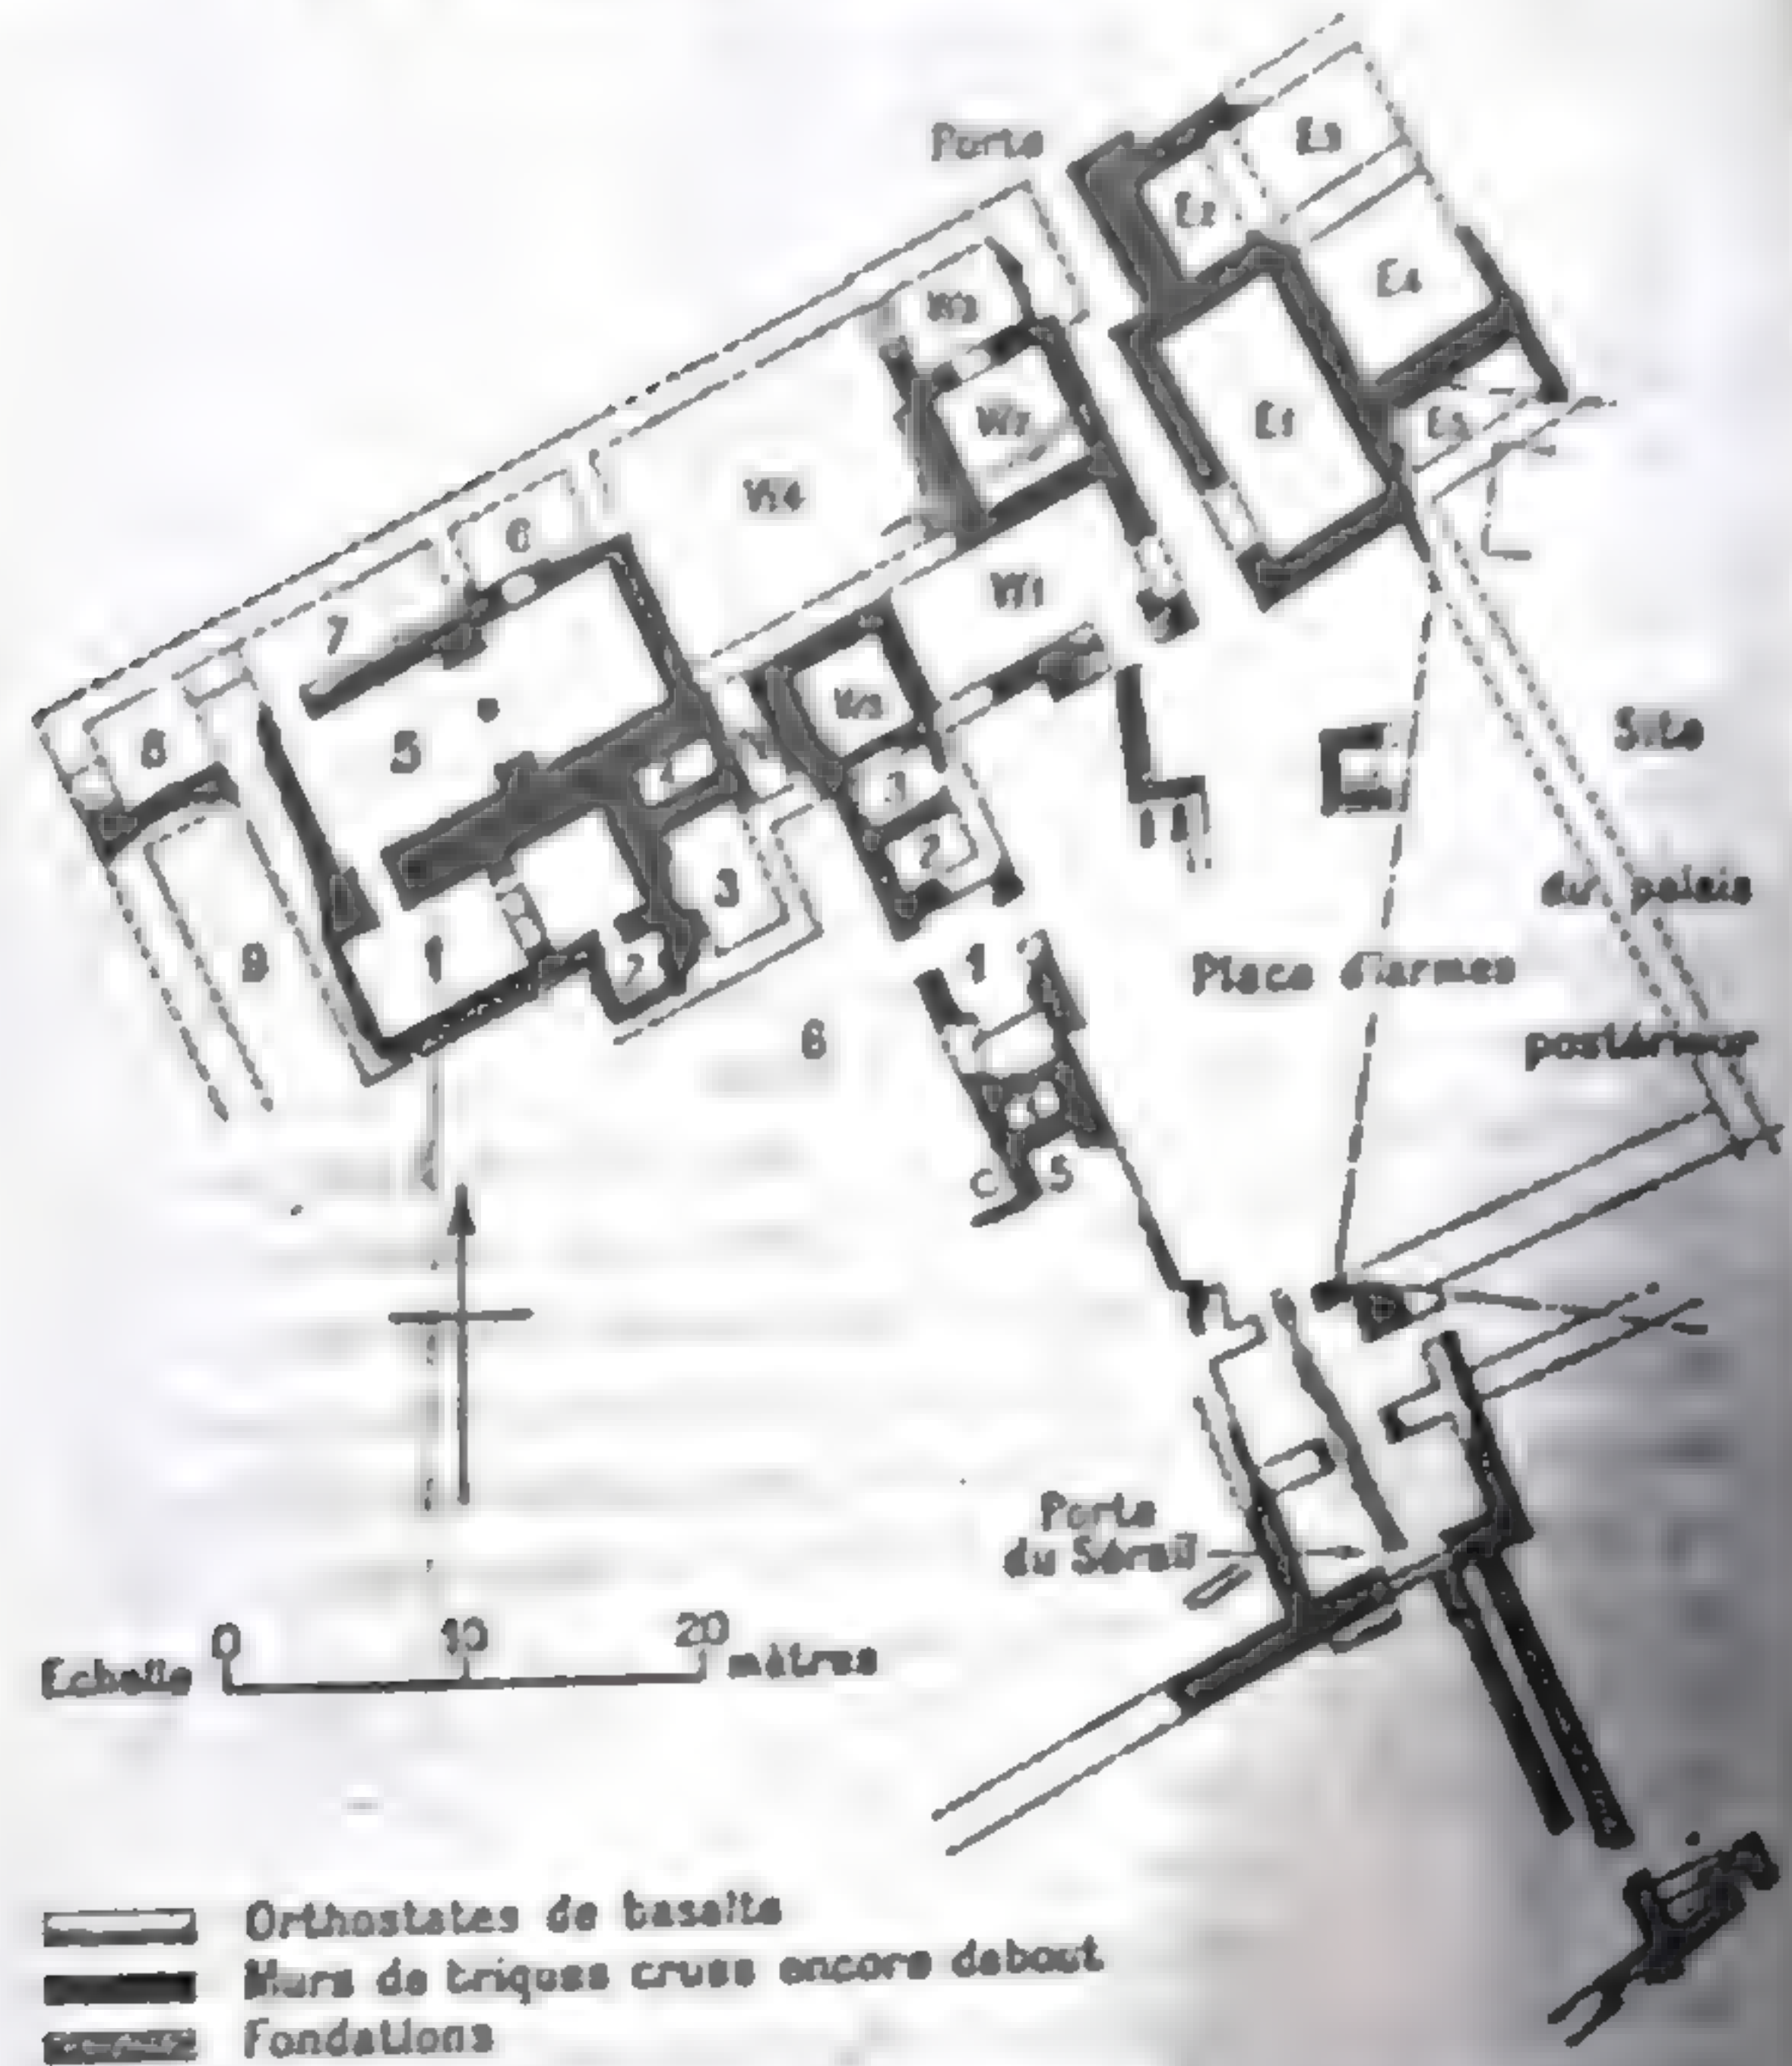 Porte
E3
E2
E4
E1
E5
W3
W2
W4
W1
W5
6
7
8
5
4
3
3
2
9
1
2
1
6
C S
Site
du palais
postérieur
Place d'armes
Porte
du Sérail
Echelle 0 10 20 mètres
Orthostates de basalte
Murs de briques crues encore debout
Fondations